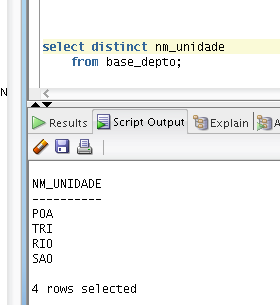 select distinct nm_unidade
from base_depto;
N
Results Script Output Explain
NM_UNIDADE
----------
POA
TRI
RIO
SAO
4 rows selected